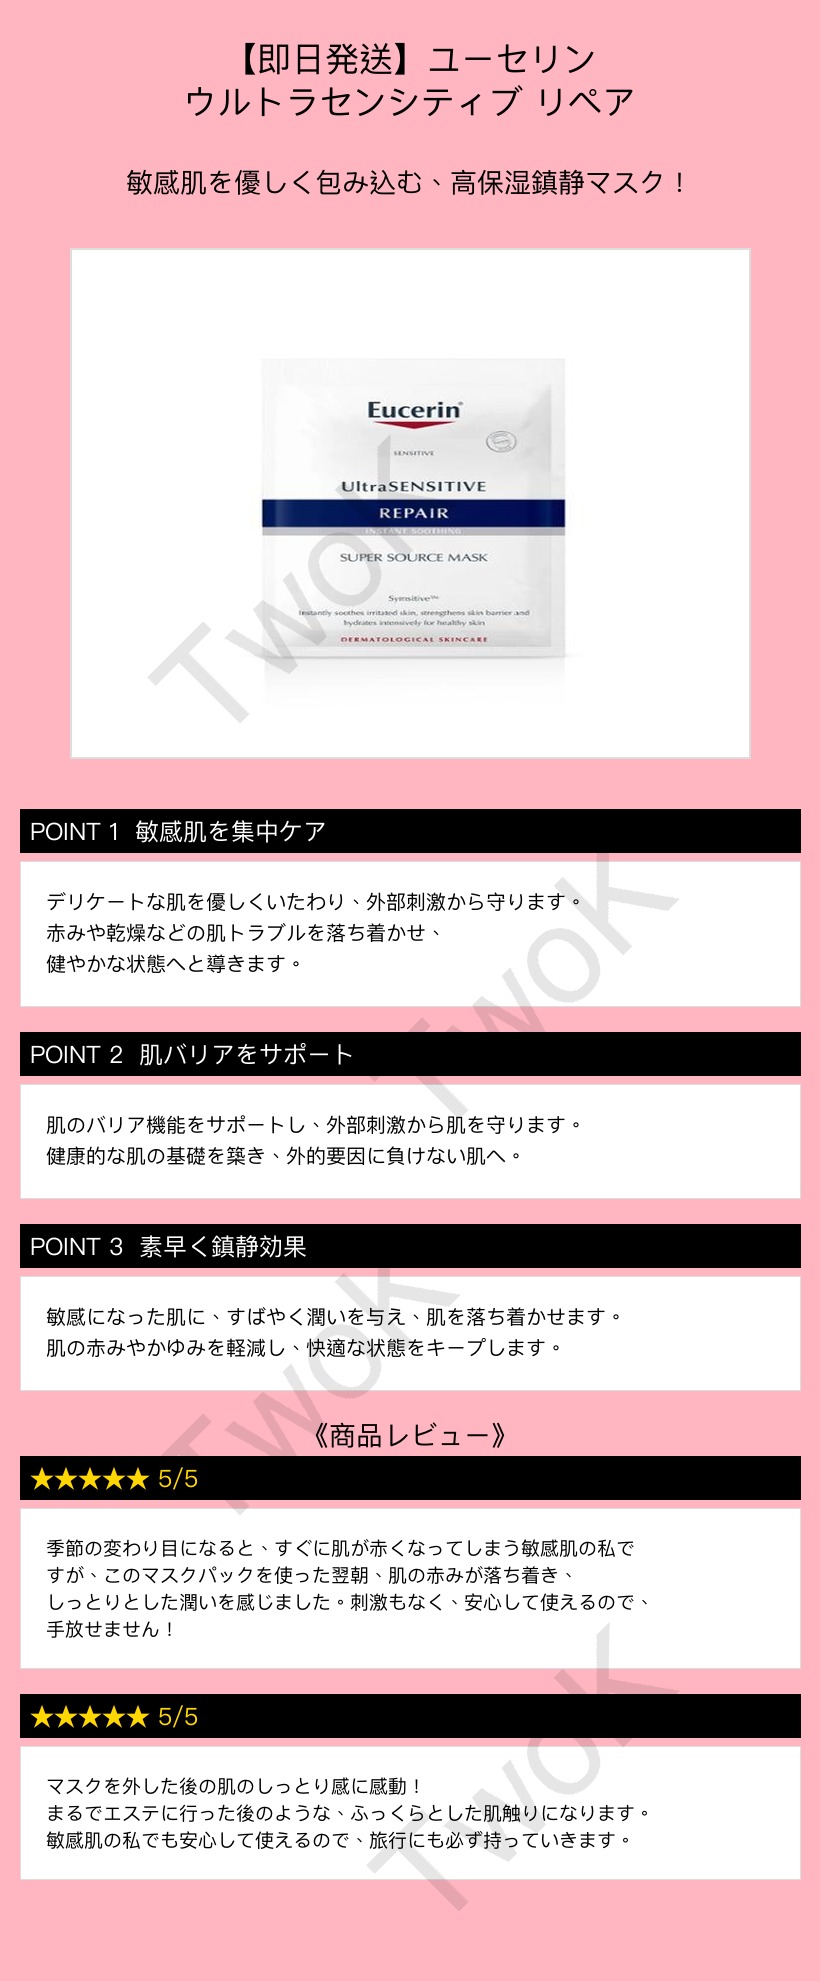 【即日発送】ユーセリン
ウルトラセンシティブ リペア
敏感肌を優しく包み込む、高保湿鎮静マスク！
Eucerin®
SENSITIVE
UltraSENSITIVE
REPAIR
INSTANT SOOTHING
SUPER SOURCE MASK
Symsitive™
Instantly soothes irritated skin, strengthens skin barrier and
hydrates intensively for healthy skin
DERMATOLOGICAL SKINCARE
TwoK
POINT 1 敏感肌を集中ケア
デリケートな肌を優しくいたわり、外部刺激から守ります。
赤みや乾燥などの肌トラブルを落ち着かせ、
健やかな状態へと導きます。
TwoK
POINT 2 肌バリアをサポート
肌のバリア機能をサポートし、外部刺激から肌を守ります。
健康的な肌の基礎を築き、外的要因に負けない肌へ。
POINT 3 素早く鎮静効果
敏感になった肌に、すばやく潤いを与え、肌を落ち着かせます。
肌の赤みやかゆみを軽減し、快適な状態をキープします。
TwoK
《商品レビュー》
★★★★★ 5/5
季節の変わり目になると、すぐに肌が赤くなってしまう敏感肌の私で
すが、このマスクパックを使った翌朝、肌の赤みが落ち着き、
しっとりとした潤いを感じました。刺激もなく、安心して使えるので、
手放せません！
★★★★★ 5/5
マスクを外した後の肌のしっとり感に感動！
まるでエステに行った後のような、ふっくらとした肌触りになります。
敏感肌の私でも安心して使えるので、旅行にも必ず持っていきます。
TwoK